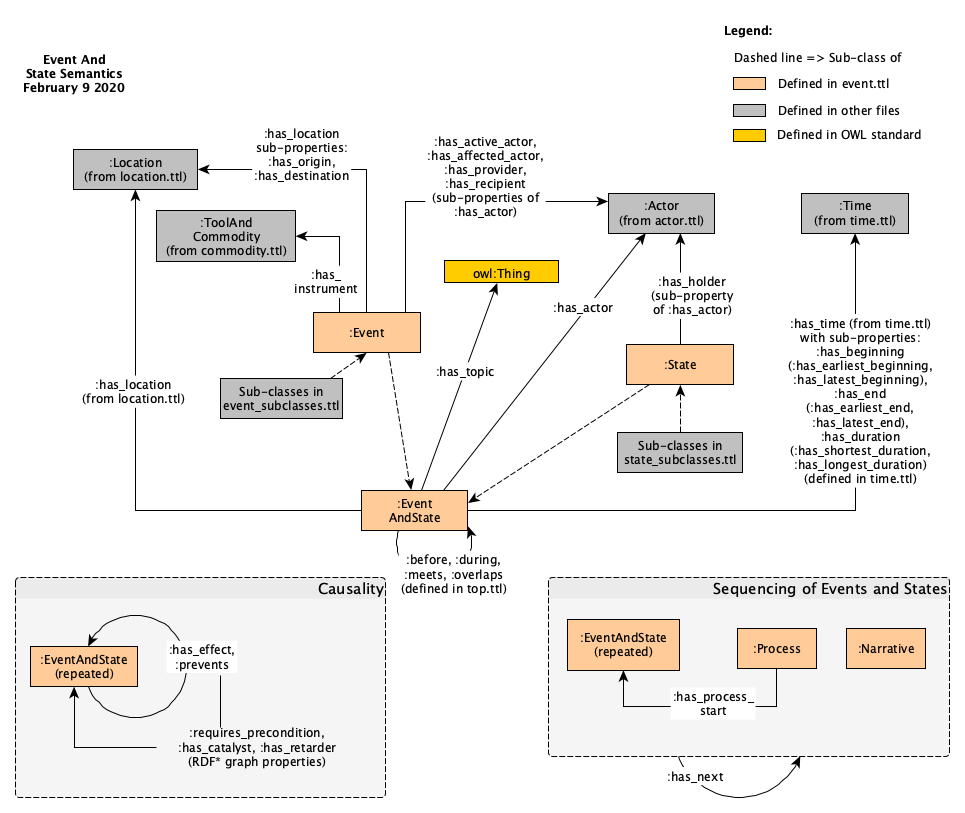 Event And
State Semantics
February 9 2020
Legend:
Dashed line => Sub-class of
Defined in event.ttl
Defined in other files
Defined in OWL standard
:has_location
sub-properties:
:has_origin,
:has_destination
:has_active_actor,
:has_affected_actor,
:has_provider,
:has_recipient
(sub-properties of
:has_actor)
:Location
(from location.ttl)
:ToolAnd
Commodity
(from commodity.ttl)
:Actor
(from actor.ttl)
:Time
(from time.ttl)
owl:Thing
:has_
instrument
:has_actor
:has_holder
(sub-property
of :has_actor)
:Event
:State
:has_topic
Sub-classes in
event_subclasses.ttl
:has_location
(from location.ttl)
:has_time (from time.ttl)
with sub-properties:
:has_beginning
(:has_earliest_beginning,
:has_latest_beginning),
:has_end
(:has_earliest_end,
:has_latest_end),
:has_duration
(:has_shortest_duration,
:has_longest_duration)
(defined in time.ttl)
Sub-classes in
state_subclasses.ttl
:Event
AndState
:before, :during,
:meets, :overlaps
(defined in top.ttl)
Causality
:EventAndState
(repeated)
:has_effect,
:prevents
:requires_precondition,
:has_catalyst, :has_retarder
(RDF* graph properties)
Sequencing of Events and States
:EventAndState
(repeated)
:Process
:Narrative
:has_process_
start
:has_next